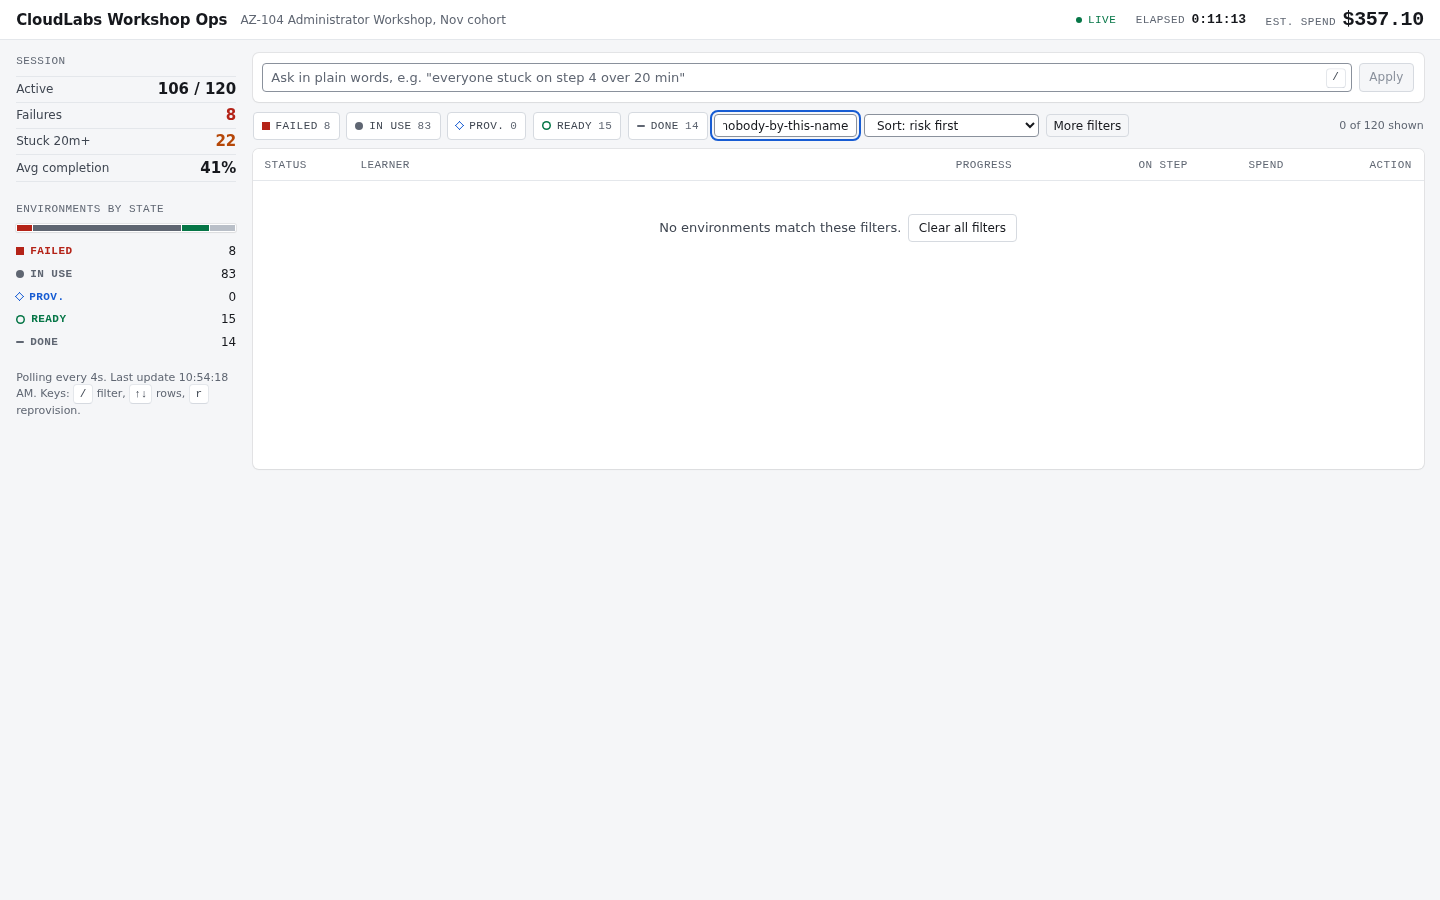 CloudLabs Workshop Ops AZ-104 Administrator Workshop, Nov cohort LIVE ELAPSED 0:11:13 EST. SPEND $357.10
SESSION
Active 106 / 120
Failures 8
Stuck 20m+ 22
Avg completion 41%
ENVIRONMENTS BY STATE
FAILED 8
IN USE 83
PROV. 0
READY 15
DONE 14
Polling every 4s. Last update 10:54:18
AM. Keys: / filter, ↑↓ rows, r
reprovision.
Ask in plain words, e.g. "everyone stuck on step 4 over 20 min" / Apply
FAILED 8 IN USE 83 PROV. 0 READY 15 DONE 14 nobody-by-this-name Sort: risk first More filters 0 of 120 shown
STATUS LEARNER PROGRESS ON STEP SPEND ACTION
No environments match these filters. Clear all filters